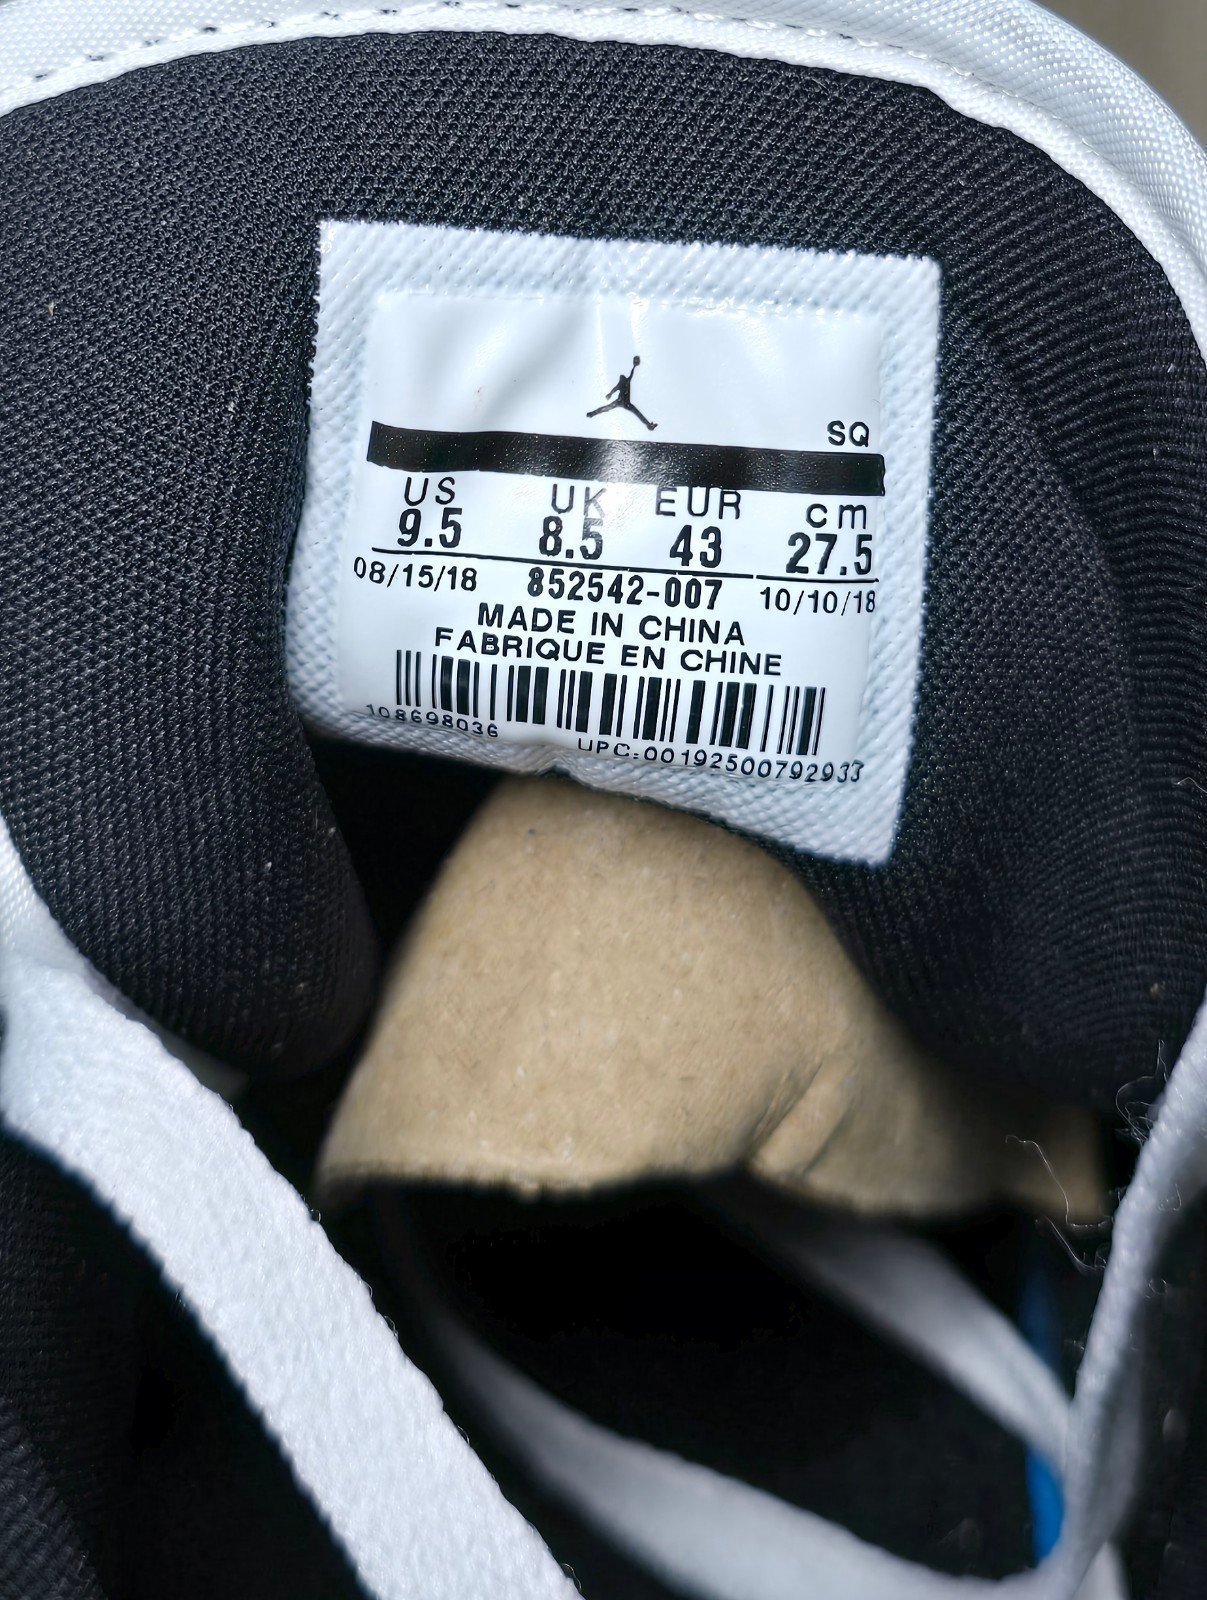 SQ
US UK EUR cm
9.5 8.5 43 27.5
08/15/18 852542-007 10/10/18
MADE IN CHINA
FABRIQUE EN CHINE
108698036 UPC:00192500792933